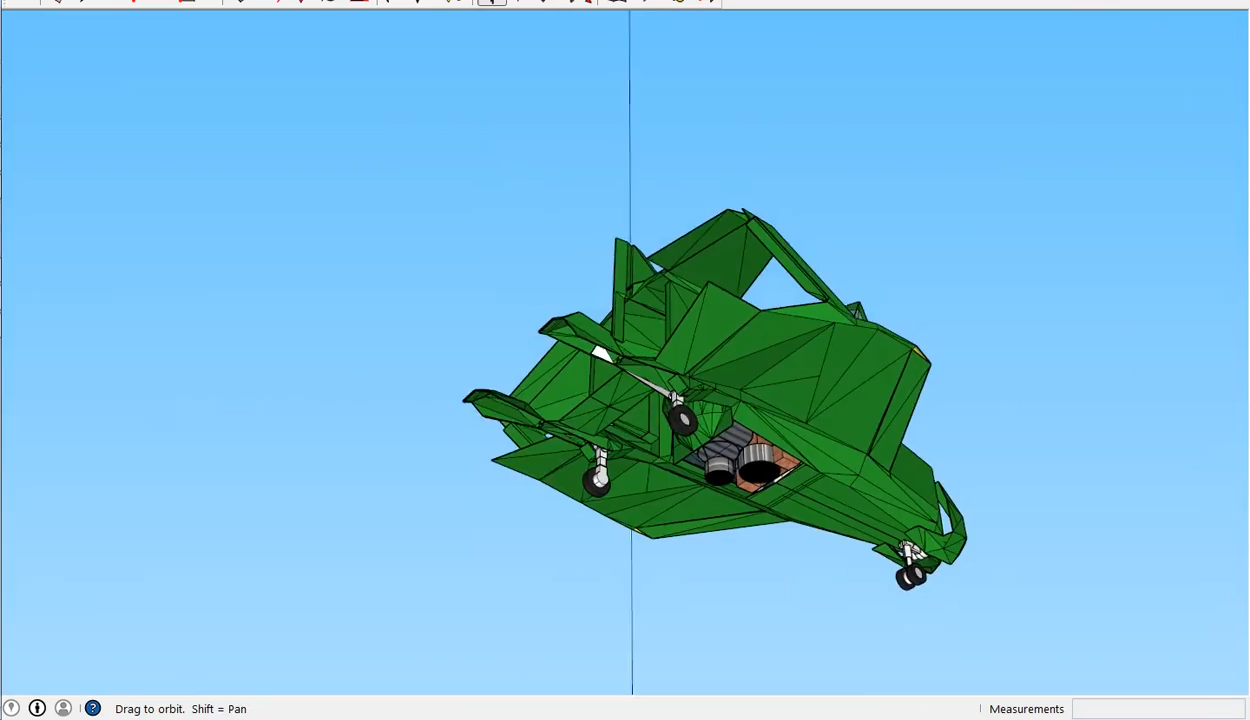 Drag to orbit. Shift = Pan
Measurements